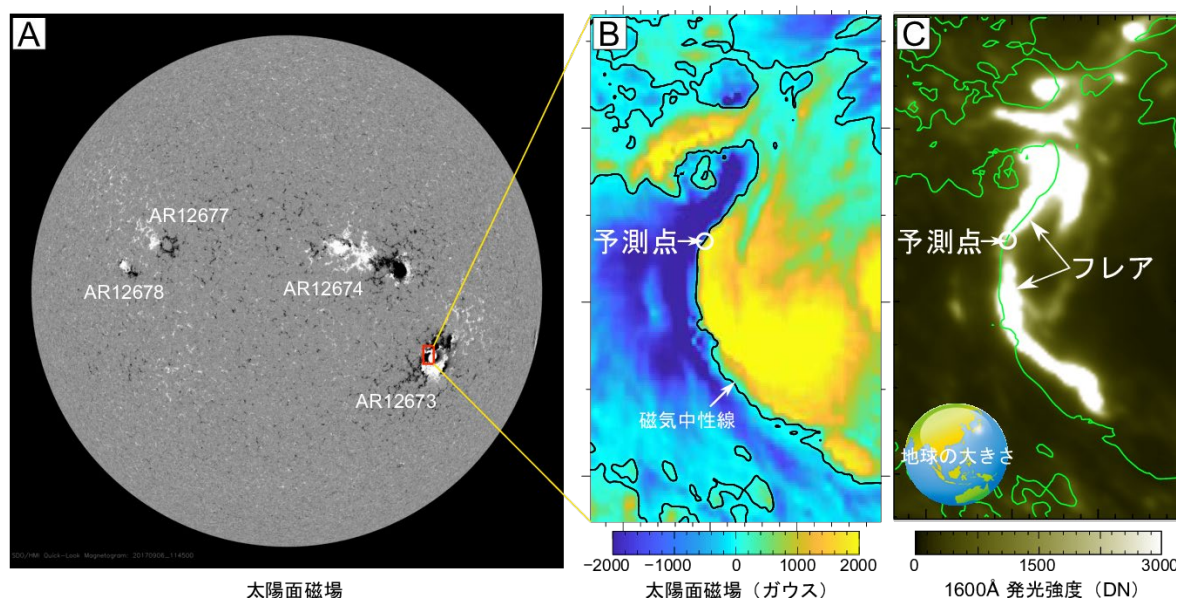 A
AR12677
AR12678
AR12674
AR12673
SDO/HMI Quick-Look Magnetogram: 20170906_114500
太陽面磁場
B
予測点
磁気中性線
−2000 −1000 0 1000 2000
太陽面磁場（ガウス）
C
予測点
フレア
地球の大きさ
0 1500 3000
1600Å 発光強度（DN）